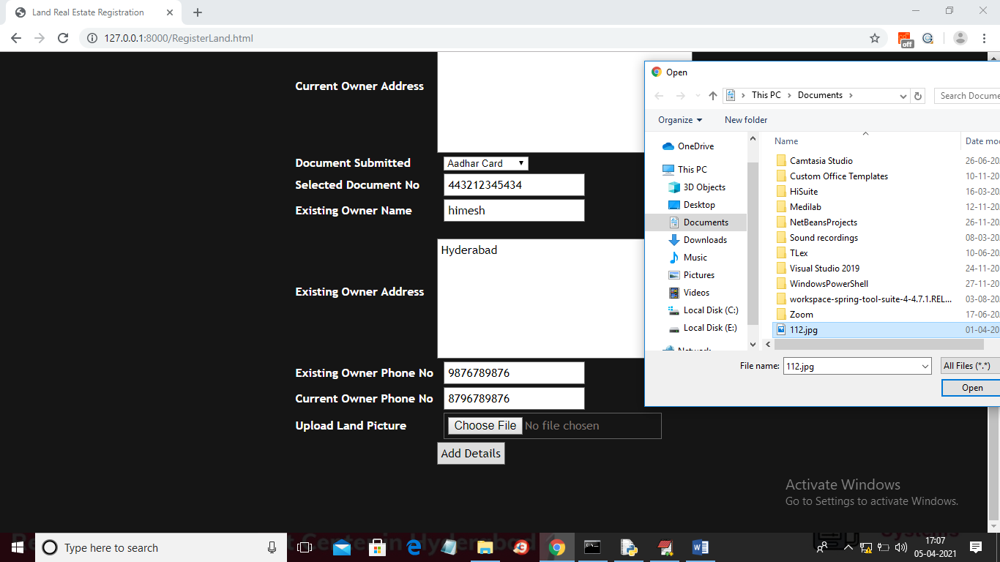 Land Real Estate Registration
127.0.0.1:8000/RegisterLand.html
off
Current Owner Address
Document Submitted Aadhar Card
Selected Document No 443212345434
Existing Owner Name himesh
Hyderabad
Existing Owner Address
Existing Owner Phone No 9876789876
Current Owner Phone No 8796789876
Upload Land Picture Choose File No file chosen
Add Details
Open
This PC Documents
Search Docume
Organize New folder
OneDrive
This PC
3D Objects
Desktop
Documents
Downloads
Music
Pictures
Videos
Local Disk (C:)
Local Disk (E:)
Network
Name Date mo
Camtasia Studio 26-06-20
Custom Office Templates 10-11-20
HiSuite 16-03-20
Medilab 12-11-20
NetBeansProjects 26-11-20
Sound recordings 08-03-20
TLex 10-06-20
Visual Studio 2019 24-11-20
WindowsPowerShell 27-11-20
workspace-spring-tool-suite-4-4.7.1.REL... 03-08-20
Zoom 17-06-20
112.jpg 01-04-20
File name: 112.jpg All Files (*.*)
Open
Activate Windows
Go to Settings to activate Windows.
Type here to search
Center in Hyderabad
Systems
17:07
05-04-2021